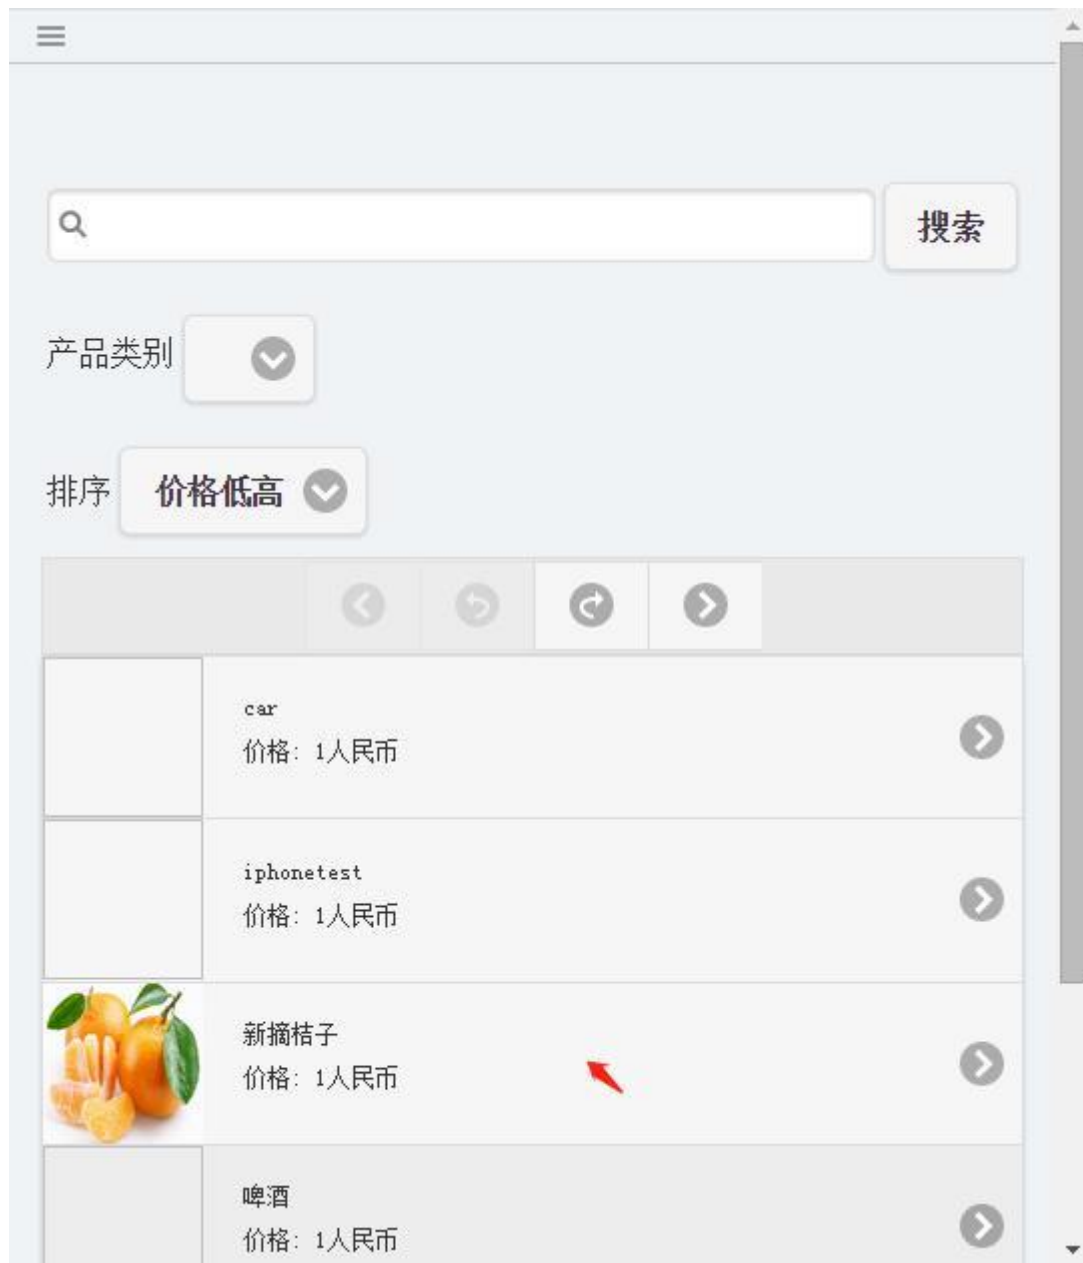 搜索
产品类别
排序 价格低高
car
价格: 1人民币
iphonetest
价格: 1人民币
新摘桔子
价格: 1人民币
啤酒
价格: 1人民币